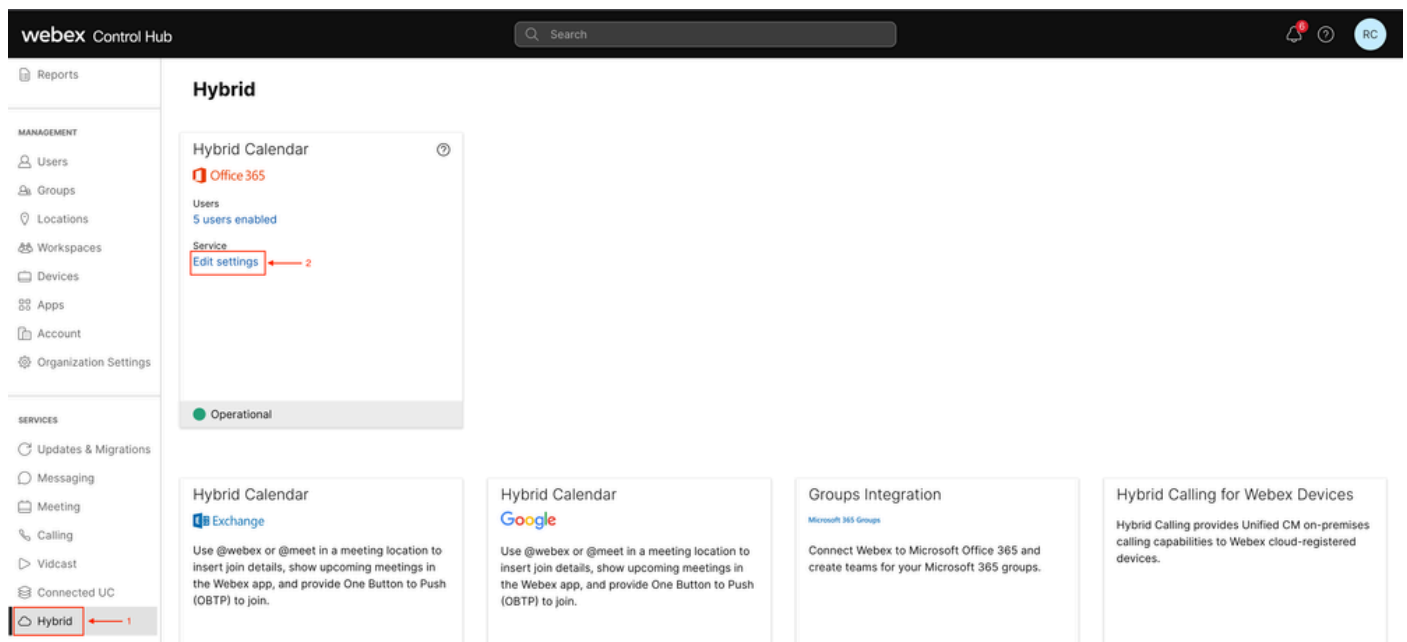 webex Control Hub
Search
6
RC
Reports
MANAGEMENT
Users
Groups
Locations
Workspaces
Devices
Apps
Account
Organization Settings
SERVICES
Updates & Migrations
Messaging
Meeting
Calling
Vidcast
Connected UC
Hybrid
1
Hybrid
Hybrid Calendar
Office 365
Users
5 users enabled
Service
Edit settings
2
Operational
Hybrid Calendar
Exchange
Use @webex or @meet in a meeting location to
insert join details, show upcoming meetings in
the Webex app, and provide One Button to Push
(OBTP) to join.
Hybrid Calendar
Google
Use @webex or @meet in a meeting location to
insert join details, show upcoming meetings in
the Webex app, and provide One Button to Push
(OBTP) to join.
Groups Integration
Microsoft 365 Groups
Connect Webex to Microsoft Office 365 and
create teams for your Microsoft 365 groups.
Hybrid Calling for Webex Devices
Hybrid Calling provides Unified CM on-premises
calling capabilities to Webex cloud-registered
devices.